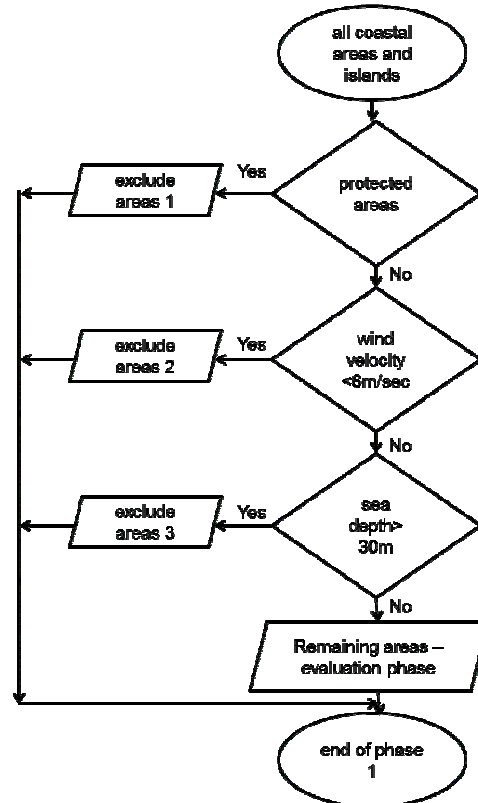 all coastal
areas and
islands
protected
areas
Yes
exclude
areas 1
No
wind
velocity
<6m/sec
Yes
exclude
areas 2
No
sea
depth>
30m
Yes
exclude
areas 3
No
Remaining areas –
evaluation phase
end of phase
1